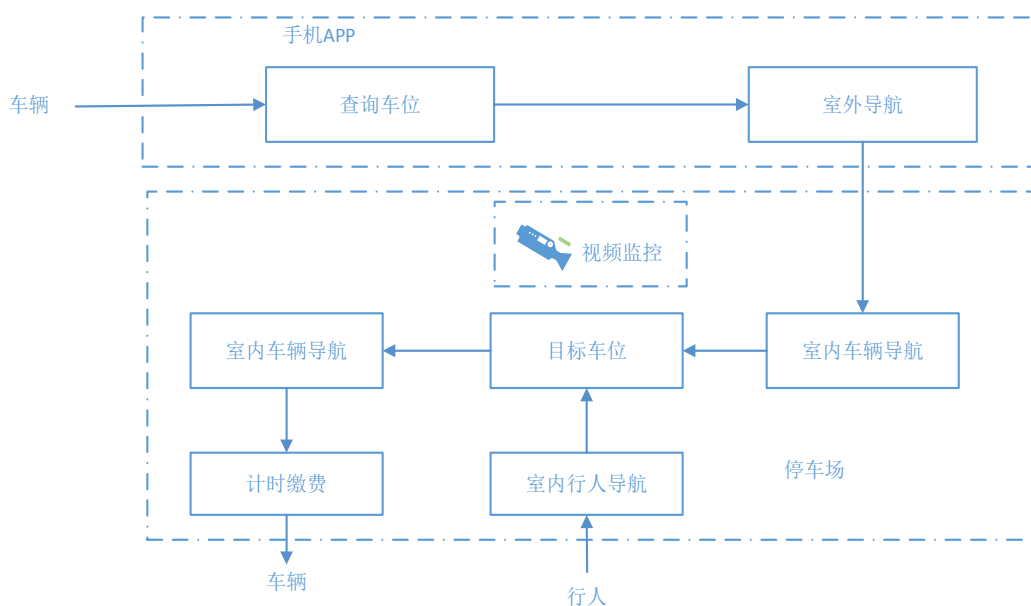 手机APP
车辆
查询车位
室外导航
视频监控
室内车辆导航
目标车位
室内车辆导航
计时缴费
室内行人导航
停车场
车辆
行人